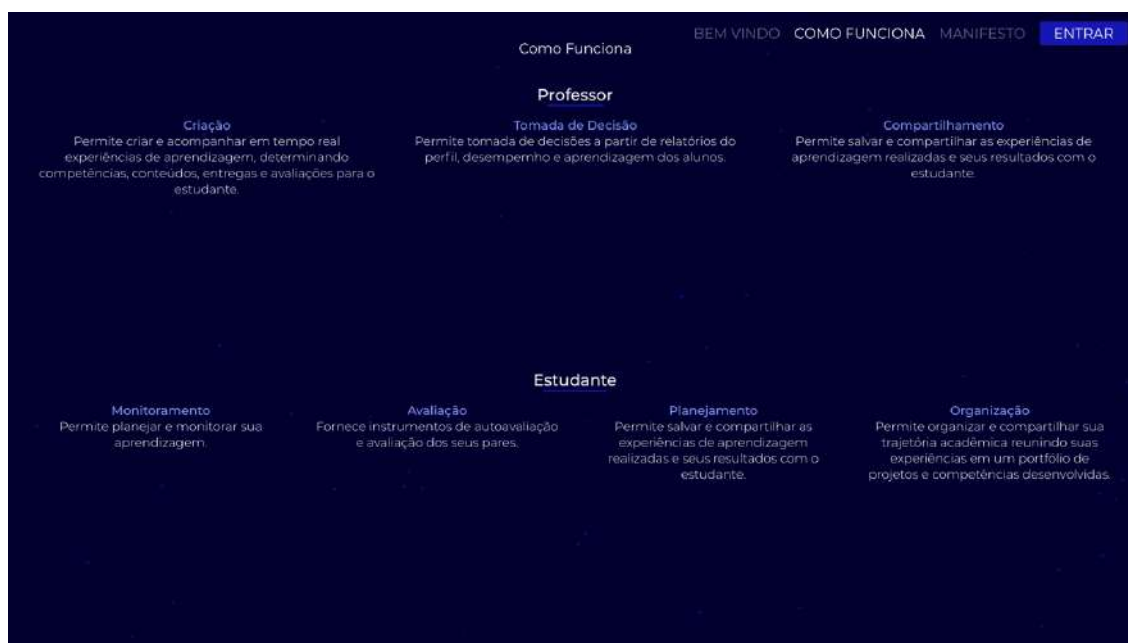 BEM VINDO COMO FUNCIONA MANIFESTO ENTRAR
Como Funciona
Professor
Criação
Permite criar e acompanhar em tempo real
experiências de aprendizagem, determinando
competências, conteúdos, entregas e avaliações para o
estudante.
Tomada de Decisão
Permite tomada de decisões a partir de relatórios do
perfil, desempernho e aprendizagem dos alunos.
Compartilhamento
Permite salvar e compartilhar as experiências de
aprendizagem realizadas e seus resultados com o
estudante.
Estudante
Monitoramento
Permite planejar e monitorar sua
aprendizagem.
Avaliação
Fornece instrumentos de autoavaliação
e avaliação dos seus pares.
Planejamento
Permite salvar e compartilhar as
experiências de aprendizagem
realizadas e seus resultados com o
estudante.
Organização
Permite organizar e compartilhar sua
trajetória acadêmica reunindo suas
experiências em um portfólio de
projetos e competências desenvolvidas.